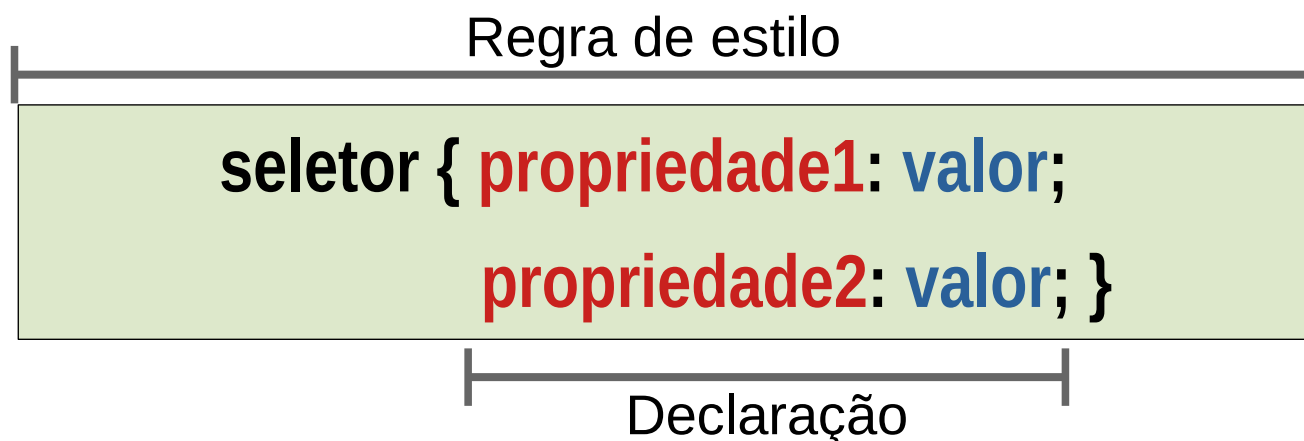 Regra de estilo
seletor { propriedade1: valor;
propriedade2: valor; }
Declaração